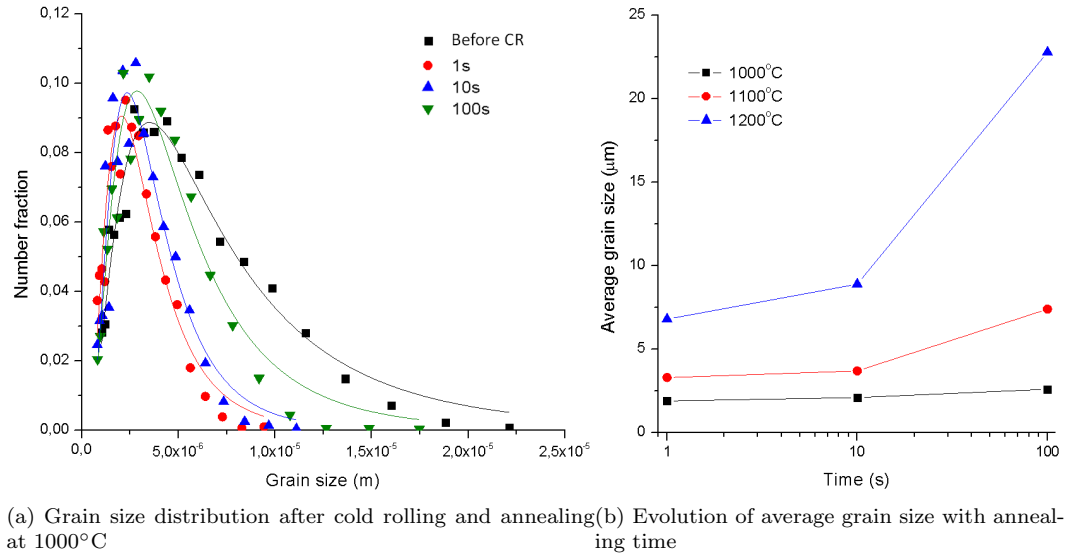 Before CR
1s
10s
100s
0,12
0,10
0,08
0,06
0,04
0,02
0,00
Number fraction
0,0
5,0x10⁻⁶
1,0x10⁻⁵
1,5x10⁻⁵
2,0x10⁻⁵
2,5x10⁻⁵
Grain size (m)
1000°C
1100°C
1200°C
25
20
15
10
5
0
Average grain size (μm)
1
10
100
Time (s)
(a) Grain size distribution after cold rolling and annealing
at 1000°C
(b) Evolution of average grain size with anneal-
ing time